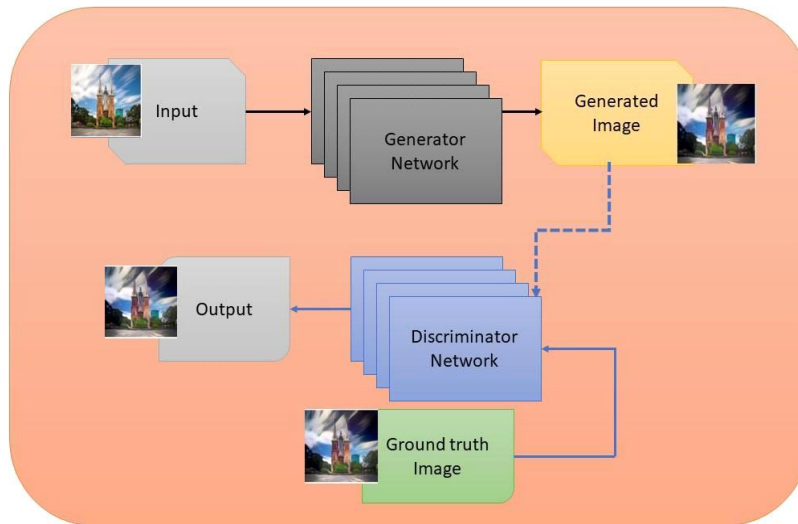 Input
Generator
Network
Generated
Image
Output
Discriminator
Network
Ground truth
Image